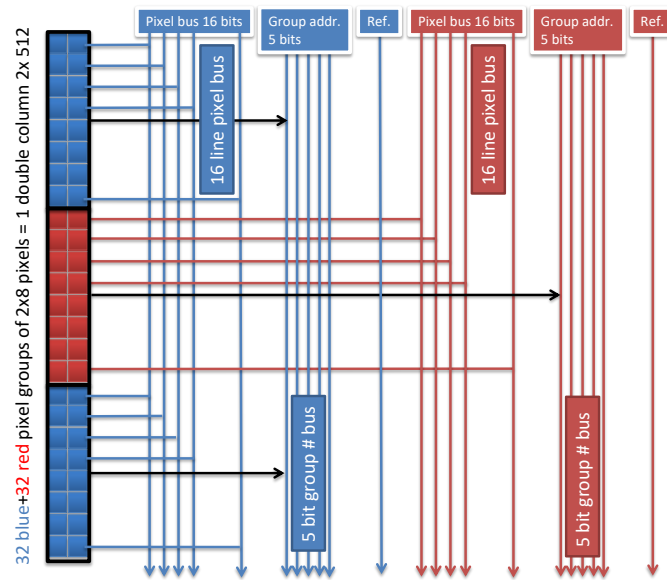 Pixel bus 16 bits
Group addr.
5 bits
Ref.
Pixel bus 16 bits
Group addr.
5 bits
Ref.
32 blue+32 red pixel groups of 2x8 pixels = 1 double column 2x 512
16 line pixel bus
16 line pixel bus
5 bit group # bus
5 bit group # bus